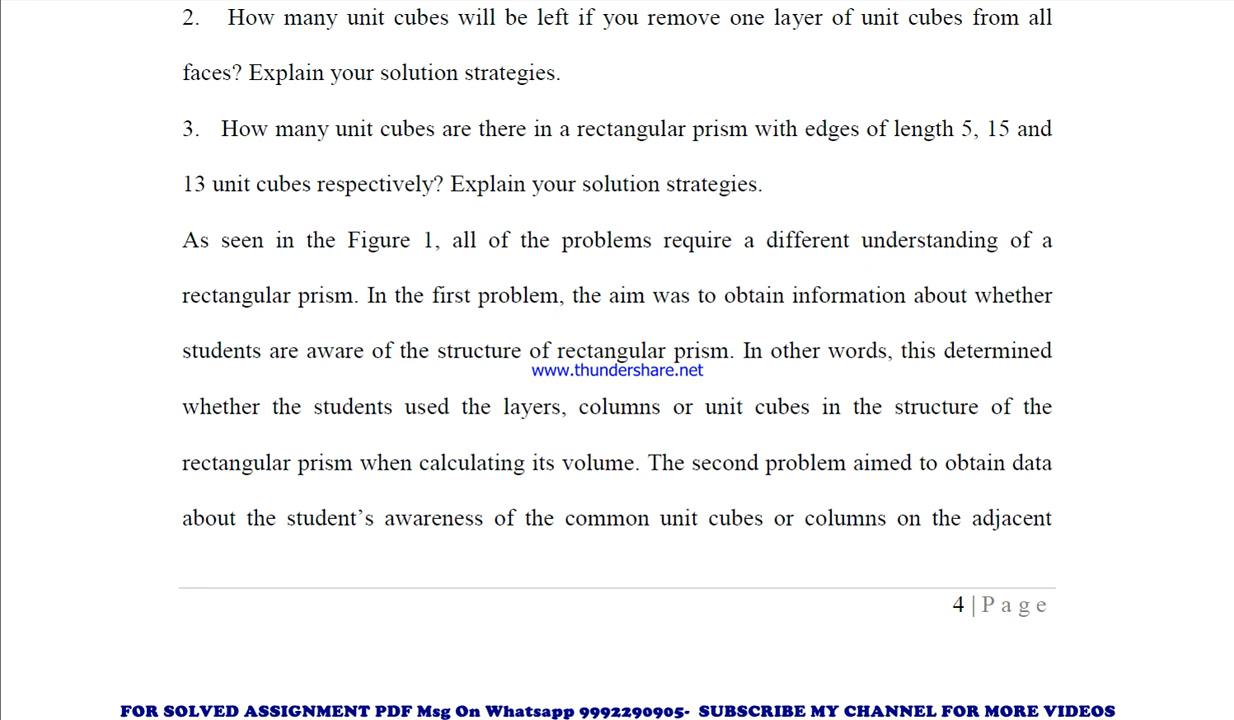 2. How many unit cubes will be left if you remove one layer of unit cubes from all
faces? Explain your solution strategies.
3. How many unit cubes are there in a rectangular prism with edges of length 5, 15 and
13 unit cubes respectively? Explain your solution strategies.
As seen in the Figure 1, all of the problems require a different understanding of a
rectangular prism. In the first problem, the aim was to obtain information about whether
students are aware of the structure of rectangular prism. In other words, this determined
www.thundershare.net
whether the students used the layers, columns or unit cubes in the structure of the
rectangular prism when calculating its volume. The second problem aimed to obtain data
about the student’s awareness of the common unit cubes or columns on the adjacent
4 | P a g e
FOR SOLVED ASSIGNMENT PDF Msg On Whatsapp 9992290905- SUBSCRIBE MY CHANNEL FOR MORE VIDEOS